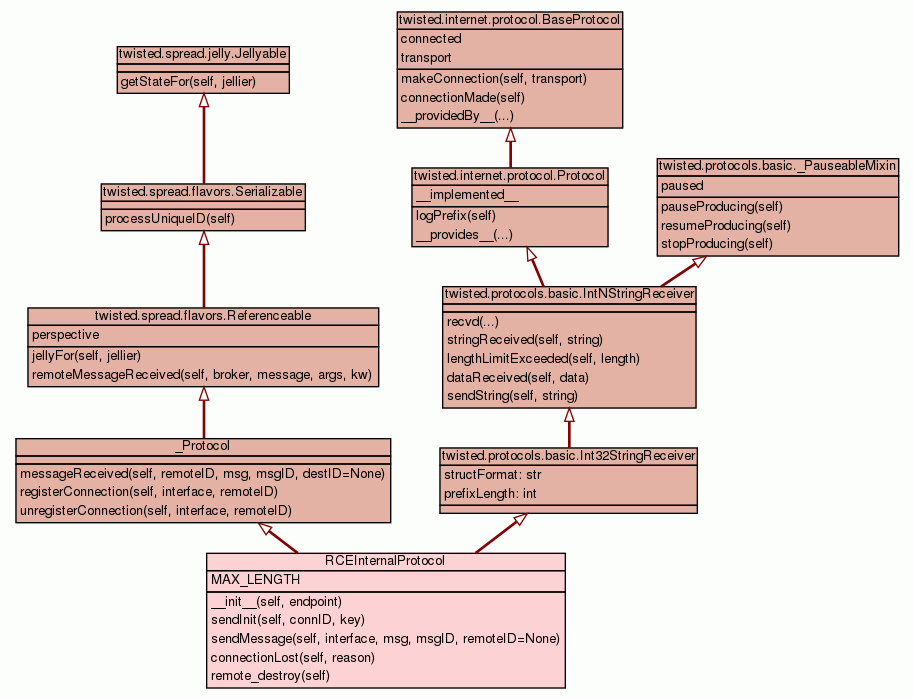 twisted.internet.protocol.BaseProtocol
connected
transport
makeConnection(self, transport)
connectionMade(self)
__providedBy__(...)
twisted.spread.jelly.Jellyable
getStateFor(self, jellier)
twisted.internet.protocol.Protocol
__implemented__
logPrefix(self)
__provides__(...)
twisted.protocols.basic._PauseableMixin
paused
pauseProducing(self)
resumeProducing(self)
stopProducing(self)
twisted.spread.flavors.Serializable
processUniqueID(self)
twisted.protocols.basic.IntNStringReceiver
recvd(...)
stringReceived(self, string)
lengthLimitExceeded(self, length)
dataReceived(self, data)
sendString(self, string)
twisted.spread.flavors.Referenceable
perspective
jellyFor(self, jellier)
remoteMessageReceived(self, broker, message, args, kw)
_Protocol
messageReceived(self, remoteID, msg, msgID, destID=None)
registerConnection(self, interface, remoteID)
unregisterConnection(self, interface, remoteID)
twisted.protocols.basic.Int32StringReceiver
structFormat: str
prefixLength: int
RCEInternalProtocol
MAX_LENGTH
__init__(self, endpoint)
sendInit(self, connID, key)
sendMessage(self, interface, msg, msgID, remoteID=None)
connectionLost(self, reason)
remote_destroy(self)